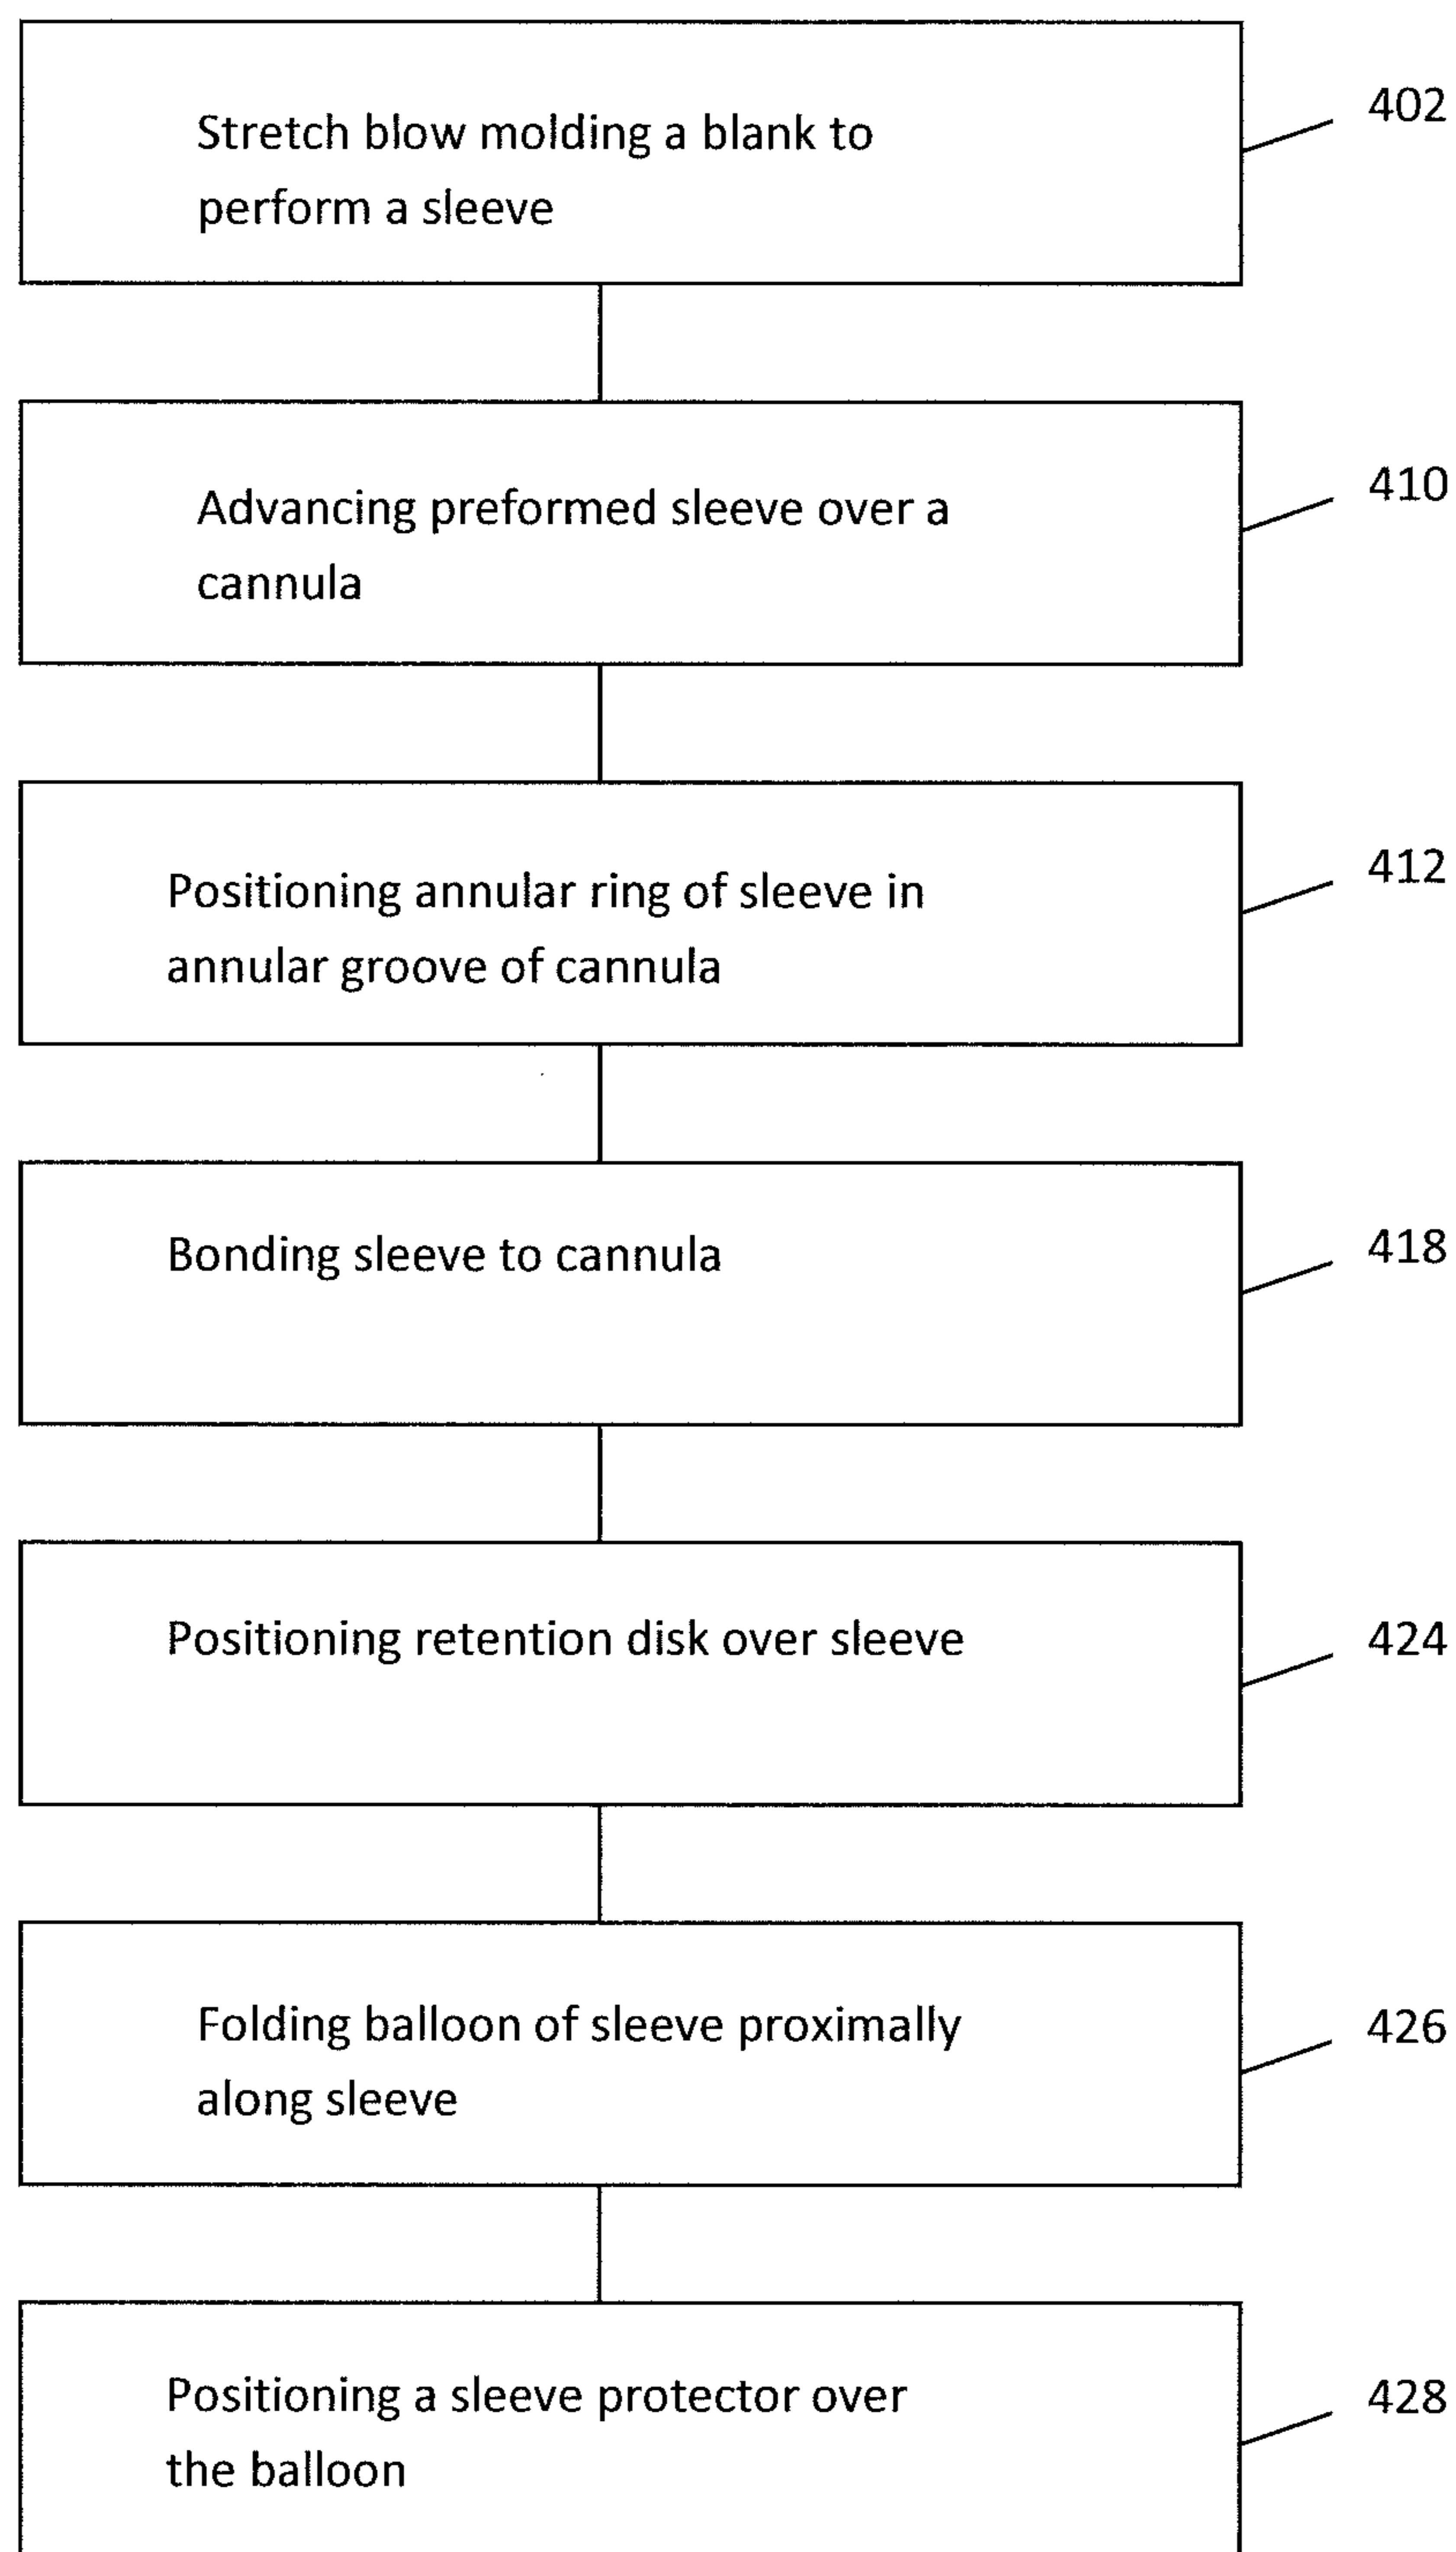 Stretch blow molding a blank to
perform a sleeve
402
Advancing preformed sleeve over a
cannula
410
Positioning annular ring of sleeve in
annular groove of cannula
412
Bonding sleeve to cannula
418
Positioning retention disk over sleeve
424
Folding balloon of sleeve proximally
along sleeve
426
Positioning a sleeve protector over
the balloon
428